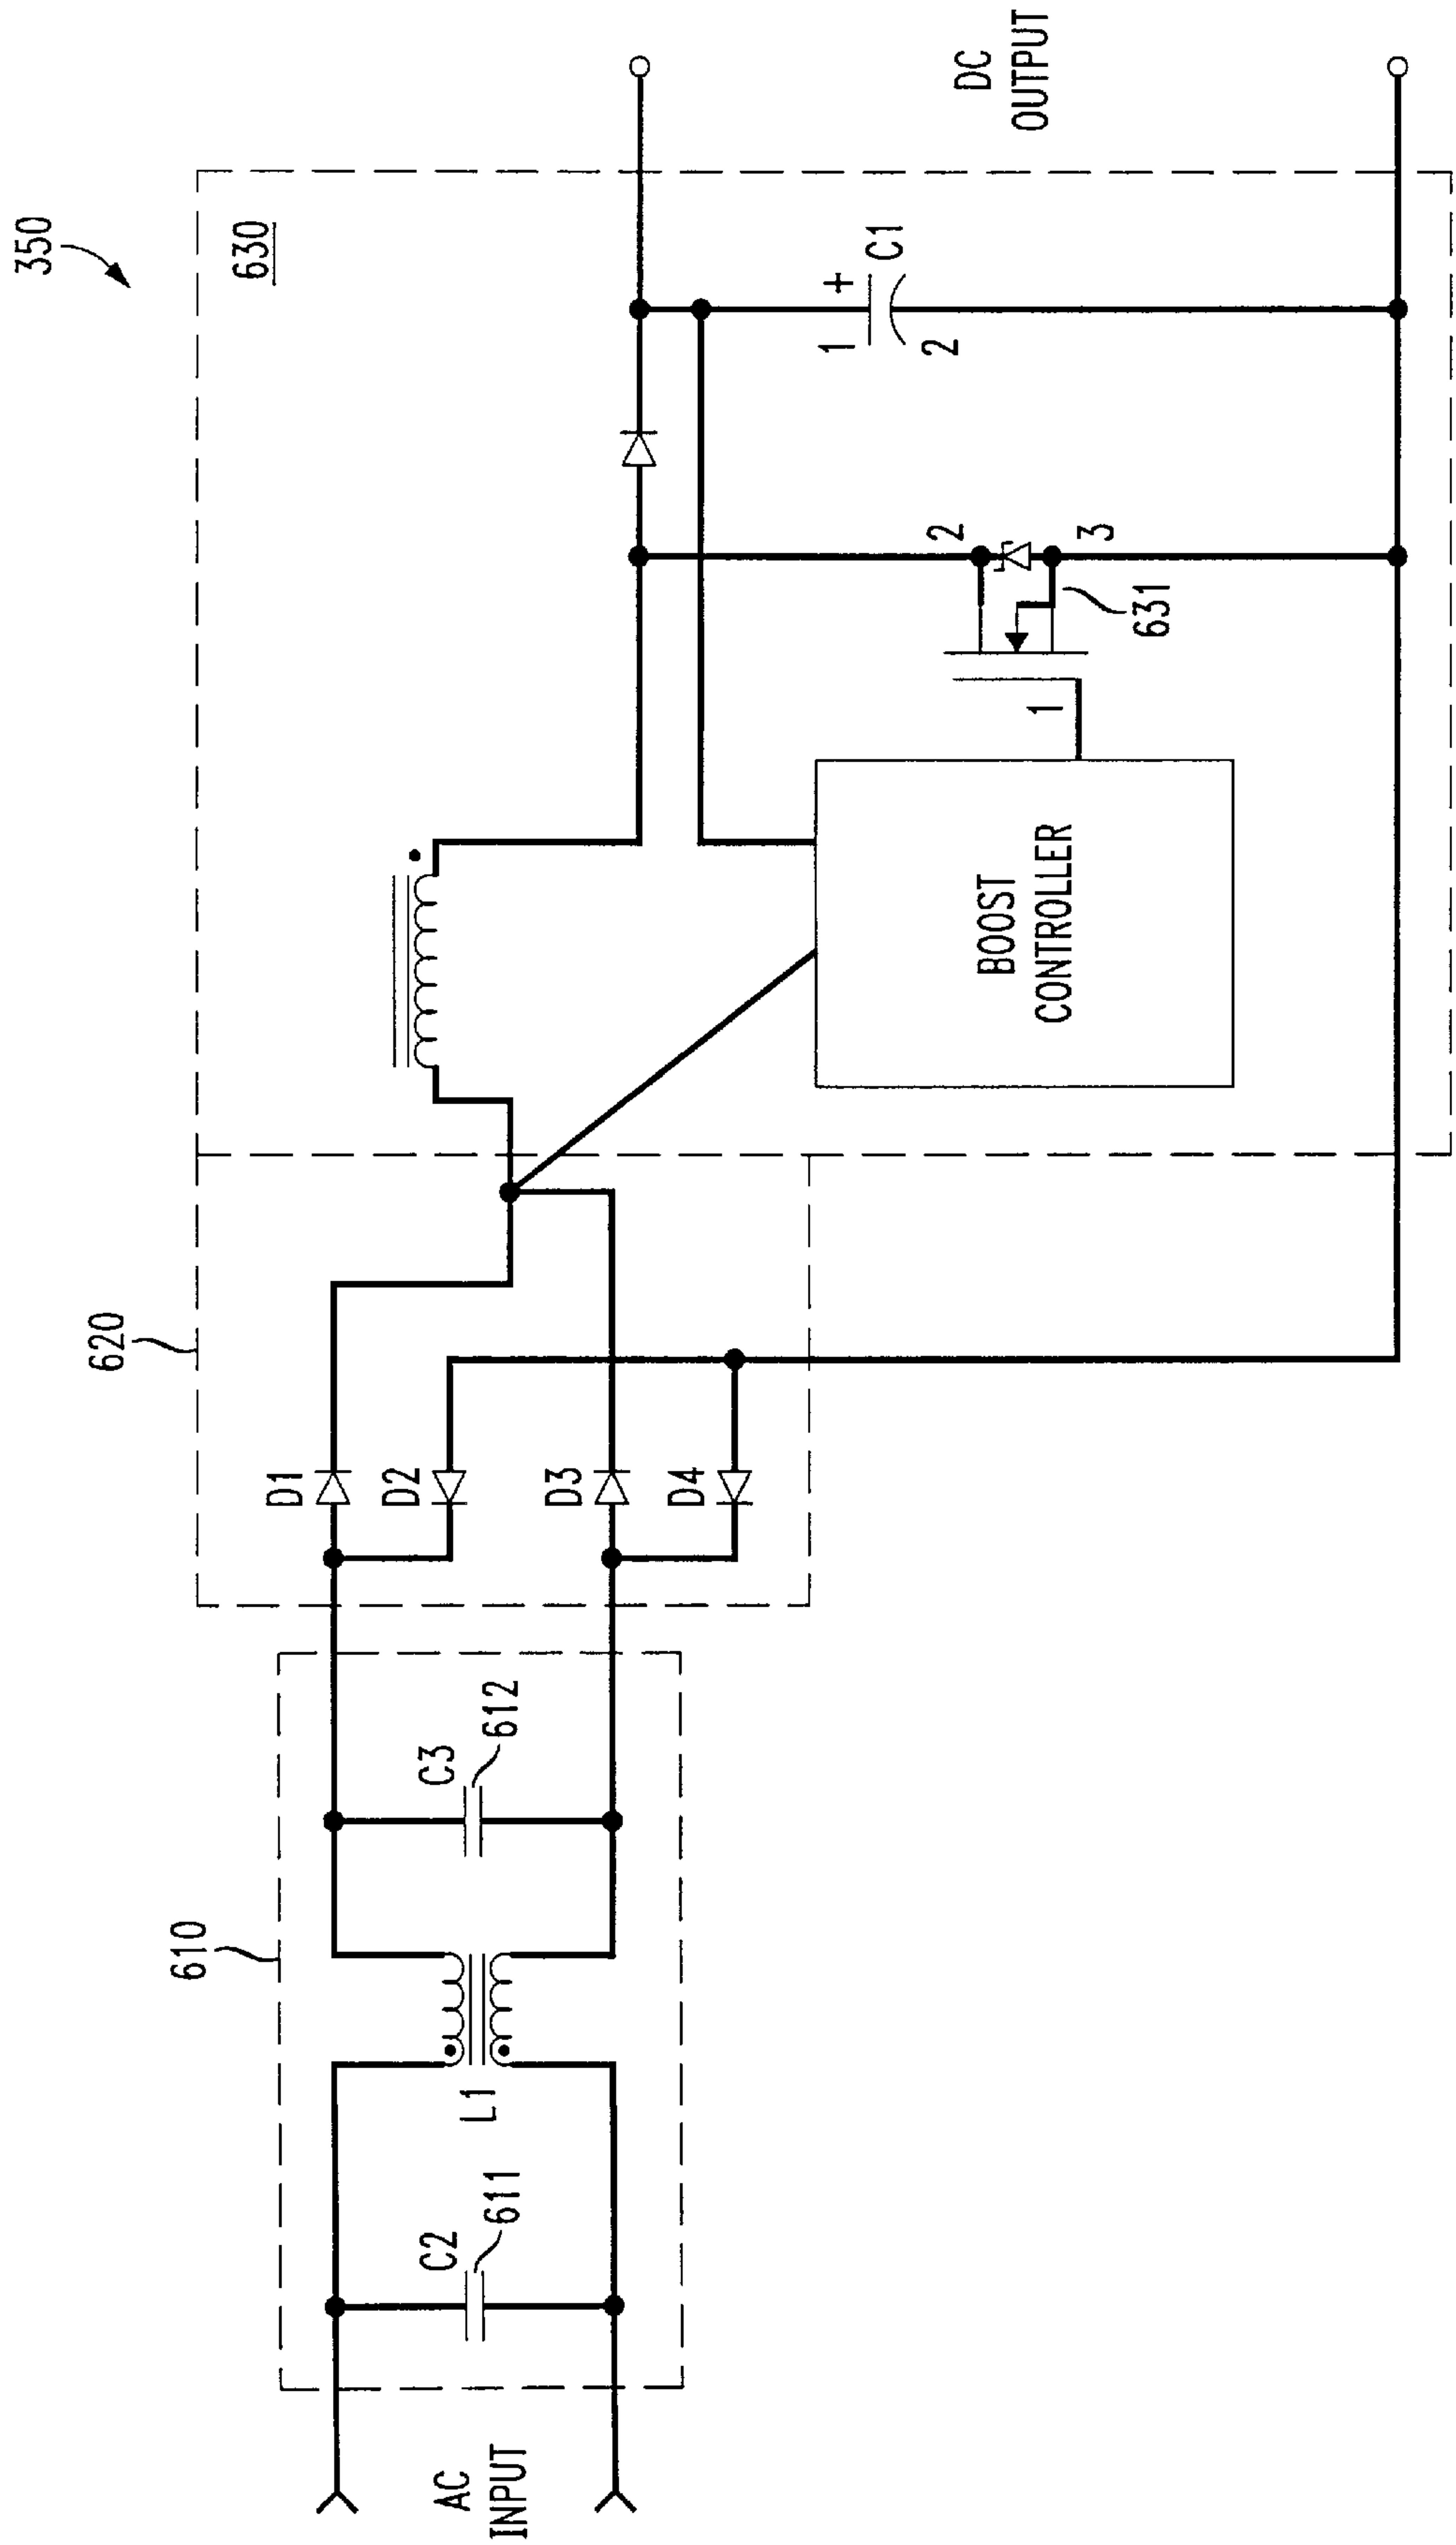 350
630
620
610
AC
INPUT
C2
611
L1
C3
612
D1
D2
D3
D4
BOOST
CONTROLLER
1
2
3
631
1
+
2
C1
DC
OUTPUT